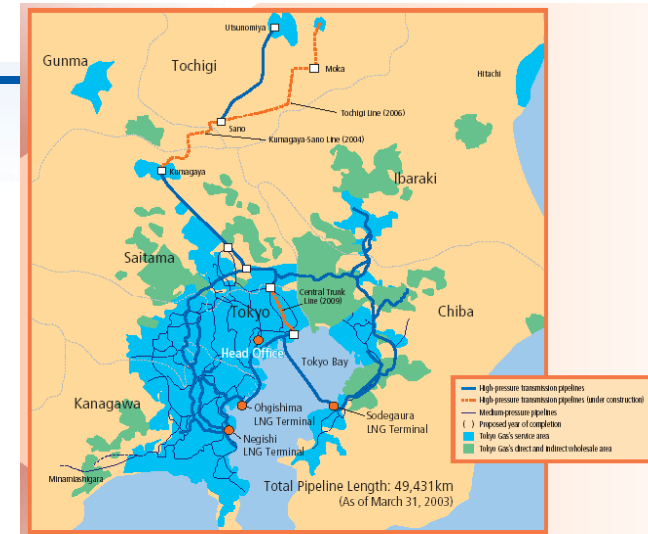 Utsunomiya
Gunma
Tochigi
Moka
Hitachi
Tochigi Line (2006)
Sano
Kumagaya-Sano Line (2004)
Kumagaya
Ibaraki
Saitama
Central Trunk
Line (2009)
Tokyo
Chiba
Head Office
Tokyo Bay
High-pressure transmission pipelines
High-pressure transmission pipelines (under construction)
Medium-pressure pipelines
( ) Proposed year of completion
Tokyo Gas's service area
Tokyo Gas's direct and indirect wholesale area
Kanagawa
Ohgishima
LNG Terminal
Sodegaura
LNG Terminal
Negishi
LNG Terminal
Minamiashigara
Total Pipeline Length: 49,431km
(As of March 31, 2003)